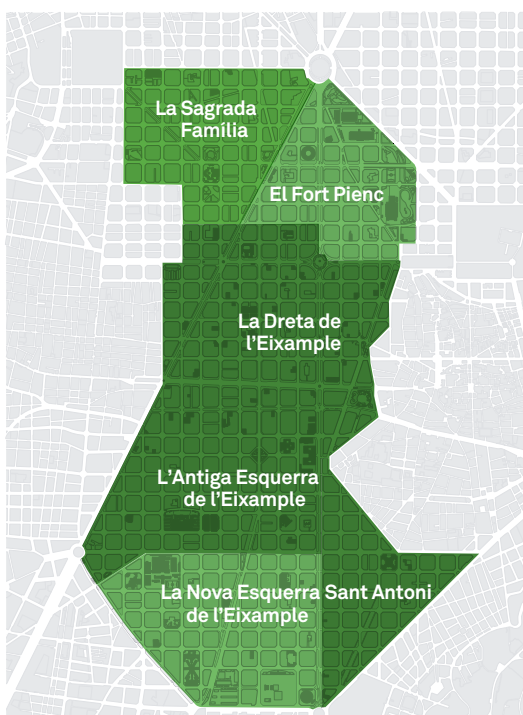 La Sagrada
Família
El Fort Pienc
La Dreta de
l'Eixample
L'Antiga Esquerra
de l'Eixample
La Nova Esquerra
de l'Eixample
Sant Antoni